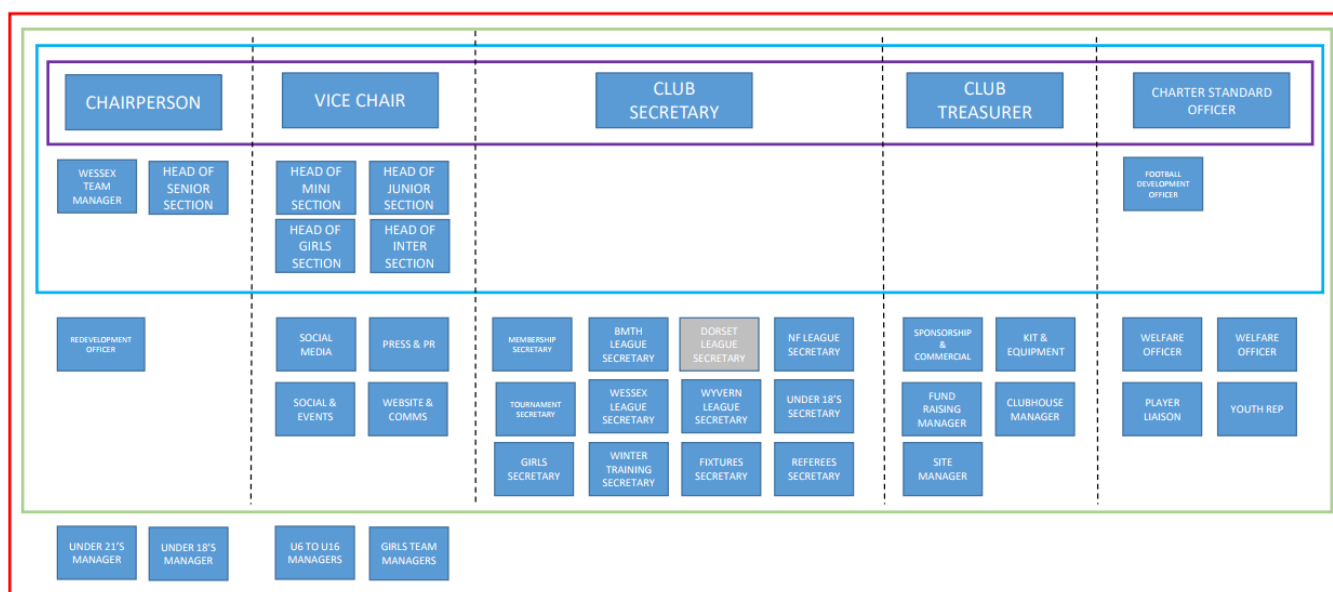 CHAIRPERSON
VICE CHAIR
CLUB
SECRETARY
CLUB
TREASURER
CHARTER STANDARD
OFFICER
WESSEX
TEAM
MANAGER
HEAD OF
SENIOR
SECTION
HEAD OF
MINI
SECTION
HEAD OF
JUNIOR
SECTION
FOOTBALL
DEVELOPMENT
OFFICER
HEAD OF
GIRLS
SECTION
HEAD OF
INTER
SECTION
REDEVELOPMENT
OFFICER
SOCIAL
MEDIA
PRESS & PR
MEMBERSHIP
SECRETARY
BMTH
LEAGUE
SECRETARY
DORSET
LEAGUE
SECRETARY
NF LEAGUE
SECRETARY
SPONSORSHIP
&
COMMERCIAL
KIT &
EQUIPMENT
WELFARE
OFFICER
WELFARE
OFFICER
SOCIAL &
EVENTS
WEBSITE &
COMMS
TOURNAMENT
SECRETARY
WESSEX
LEAGUE
SECRETARY
WYVERN
LEAGUE
SECRETARY
UNDER 18'S
SECRETARY
FUND
RAISING
MANAGER
CLUBHOUSE
MANAGER
PLAYER
LIAISON
YOUTH REP
GIRLS
SECRETARY
WINTER
TRAINING
SECRETARY
FIXTURES
SECRETARY
REFEREES
SECRETARY
SITE
MANAGER
UNDER 21'S
MANAGER
UNDER 18'S
MANAGER
U6 TO U16
MANAGERS
GIRLS TEAM
MANAGERS